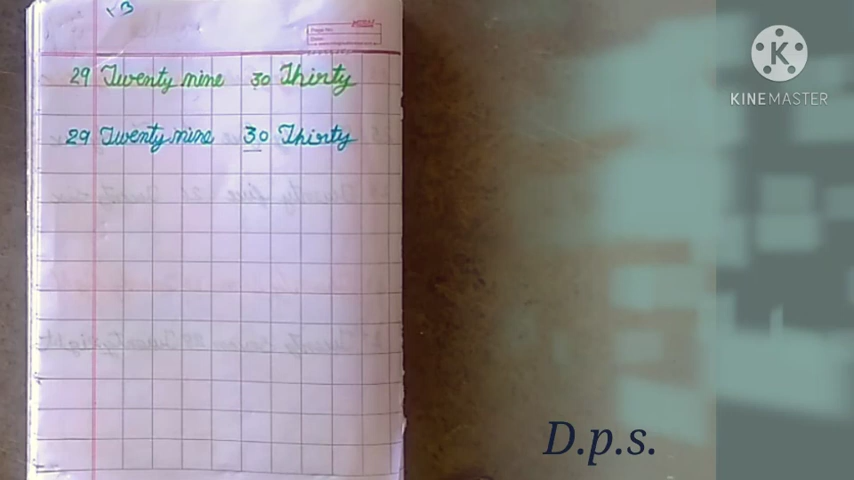 29 Twenty nine 30 Thirty
29 Twenty nine 30 Thirty
K
KINEMASTER
D.p.s.